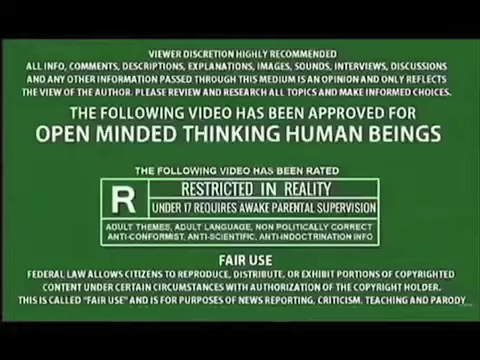 VIEWER DISCRETION HIGHLY RECOMMENDED
ALL INFO, COMMENTS, DESCRIPTIONS, EXPLANATIONS, IMAGES, SOUNDS, INTERVIEWS, DISCUSSIONS
AND ANY OTHER INFORMATION PASSED THROUGH THIS MEDIUM IS AN OPINION AND ONLY REFLECTS
THE VIEW OF THE AUTHOR. PLEASE REVIEW AND RESEARCH ALL TOPICS AND MAKE INFORMED CHOICES.
THE FOLLOWING VIDEO HAS BEEN APPROVED FOR
OPEN MINDED THINKING HUMAN BEINGS
THE FOLLOWING VIDEO HAS BEEN RATED
R
RESTRICTED IN REALITY
UNDER 17 REQUIRES AWAKE PARENTAL SUPERVISION
ADULT THEMES, ADULT LANGUAGE, NON POLITICALLY CORRECT
ANTI-CONFORMIST, ANTI-SCIENTIFIC, ANTI-INDOCTRINATION INFO
FAIR USE
FEDERAL LAW ALLOWS CITIZENS TO REPRODUCE, DISTRIBUTE, OR EXHIBIT PORTIONS OF COPYRIGHTED
CONTENT UNDER CERTAIN CIRCUMSTANCES WITH AUTHORIZATION OF THE COPYRIGHT HOLDER.
THIS IS CALLED "FAIR USE" AND IS FOR PURPOSES OF NEWS REPORTING, CRITICISM, TEACHING AND PARODY...